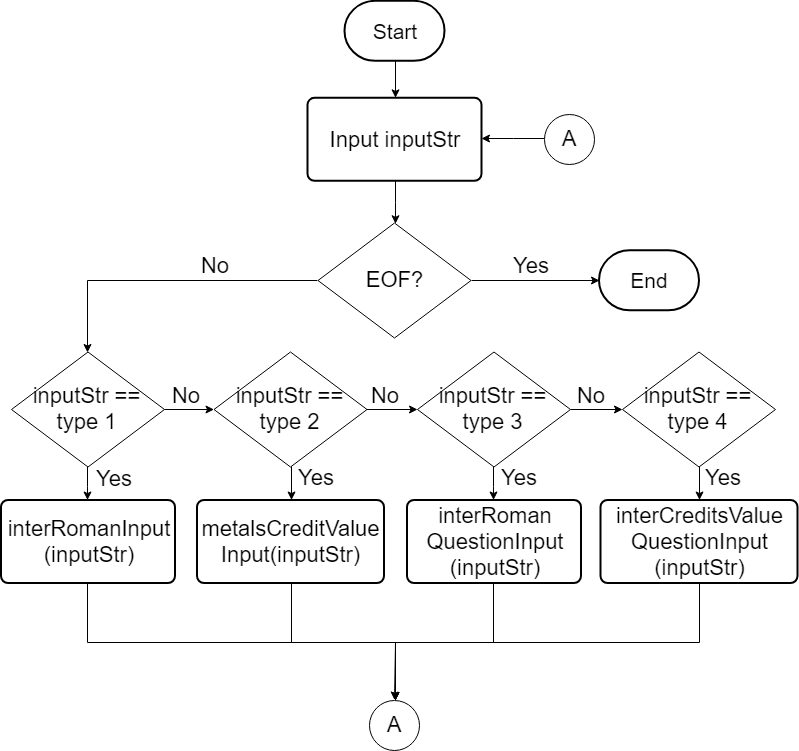 Start
Input inputStr
A
EOF?
No
Yes
End
inputStr ==
type 1
No
inputStr ==
type 2
No
inputStr ==
type 3
No
inputStr ==
type 4
Yes
Yes
Yes
Yes
interRomanInput
(inputStr)
metalsCreditValue
Input(inputStr)
interRoman
QuestionInput
(inputStr)
interCreditsValue
QuestionInput
(inputStr)
A